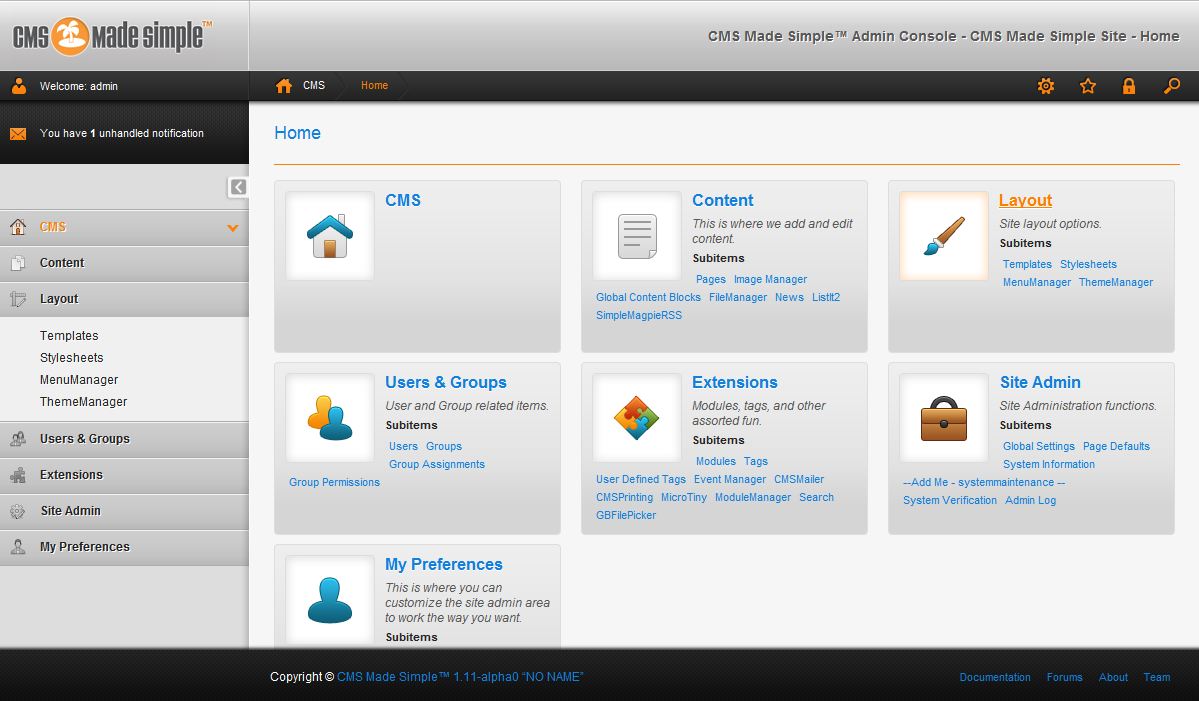 CMS Made Simple™
CMS Made Simple™ Admin Console - CMS Made Simple Site - Home
Welcome: admin
CMS Home
You have 1 unhandled notification
CMS
Content
Layout
Templates
Stylesheets
MenuManager
ThemeManager
Users & Groups
Extensions
Site Admin
My Preferences
Home
CMS
Content
This is where we add and edit
content.
Subitems
Pages Image Manager
Global Content Blocks FileManager News ListIt2
SimpleMagpieRSS
Layout
Site layout options.
Subitems
Templates Stylesheets
MenuManager ThemeManager
Users & Groups
User and Group related items.
Subitems
Users Groups
Group Assignments
Group Permissions
Extensions
Modules, tags, and other
assorted fun.
Subitems
Modules Tags
User Defined Tags Event Manager CMSMailer
CMSPrinting MicroTiny ModuleManager Search
GBFilePicker
Site Admin
Site Administration functions.
Subitems
Global Settings Page Defaults
System Information
--Add Me - systemmaintenance --
System Verification Admin Log
My Preferences
This is where you can
customize the site admin area
to work the way you want.
Subitems
Copyright © CMS Made Simple™ 1.11-alpha0 “NO NAME”
Documentation Forums About Team